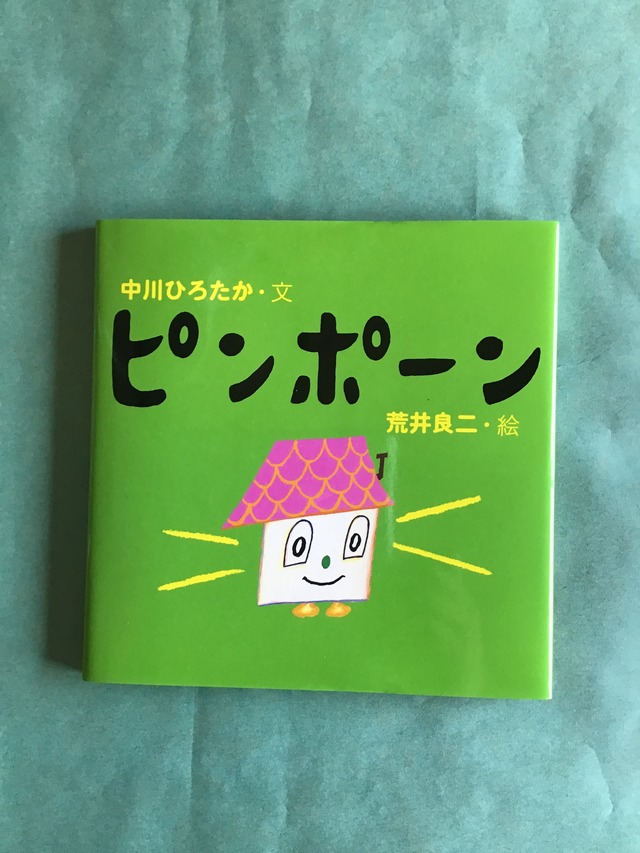 中川ひろたか・文
ピンポーン
荒井良二・絵